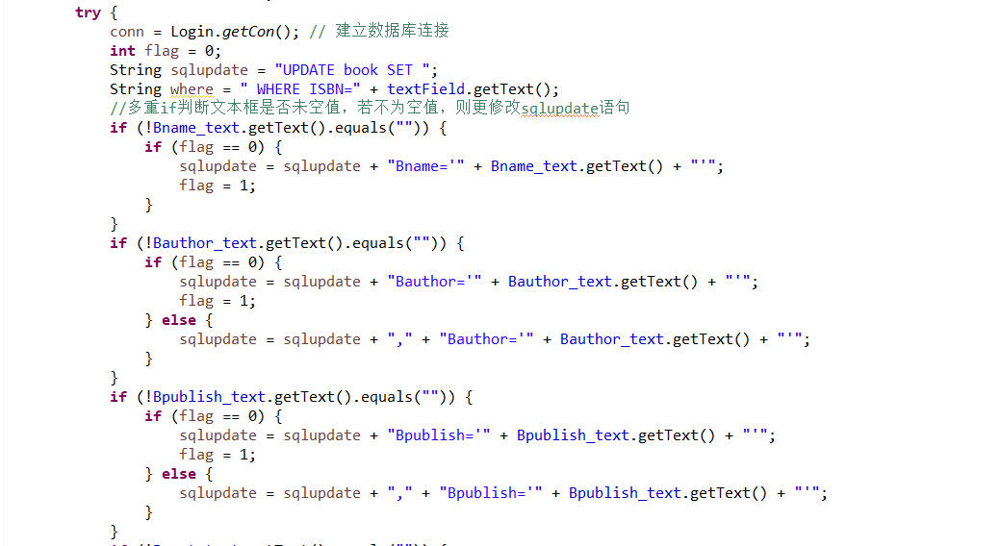 try {
conn = Login.getCon(); // 建立数据库连接
int flag = 0;
String sqlupdate = "UPDATE book SET ";
String where = " WHERE ISBN=" + textField.getText();
//多重if判断文本框是否未空值，若不为空值，则更修改sqlupdate语句
if (!Bname_text.getText().equals("")) {
if (flag == 0) {
sqlupdate = sqlupdate + "Bname='" + Bname_text.getText() + "'";
flag = 1;
}
}
if (!Bauthor_text.getText().equals("")) {
if (flag == 0) {
sqlupdate = sqlupdate + "Bauthor='" + Bauthor_text.getText() + "'";
flag = 1;
} else {
sqlupdate = sqlupdate + "," + "Bauthor='" + Bauthor_text.getText() + "'";
}
}
if (!Bpublish_text.getText().equals("")) {
if (flag == 0) {
sqlupdate = sqlupdate + "Bpublish='" + Bpublish_text.getText() + "'";
flag = 1;
} else {
sqlupdate = sqlupdate + "," + "Bpublish='" + Bpublish_text.getText() + "'";
}
}